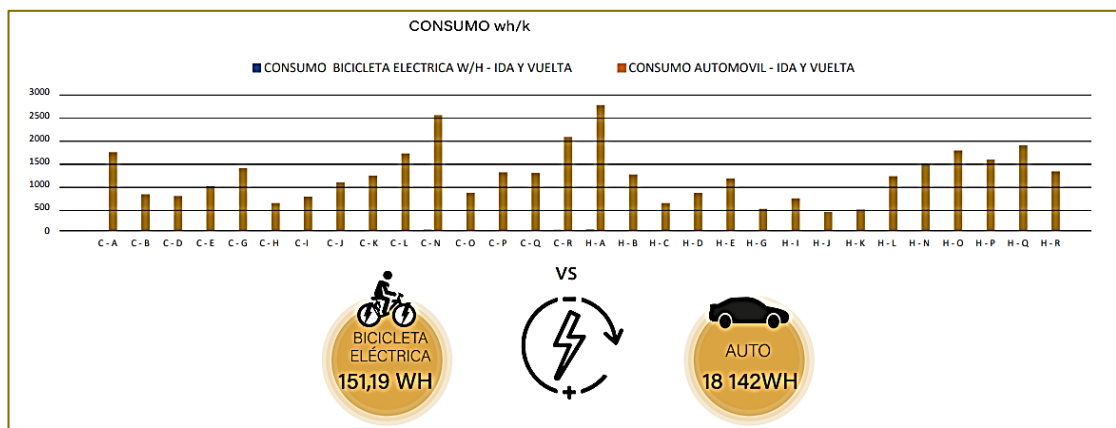 CONSUMO wh/k
CONSUMO BICICLETA ELECTRICA W/H - IDA Y VUELTA CONSUMO AUTOMOVIL - IDA Y VUELTA
3000
2500
2000
1500
1000
500
0
C - A C - B C - D C - E C - G C - H C - I C - J C - K C - L C - N C - O C - P C - Q C - R H - A H - B H - C H - D H - E H - G H - I H - J H - K H - L H - N H - O H - P H - Q H - R
VS
BICICLETA
ELÉCTRICA
151,19 WH
AUTO
18 142WH